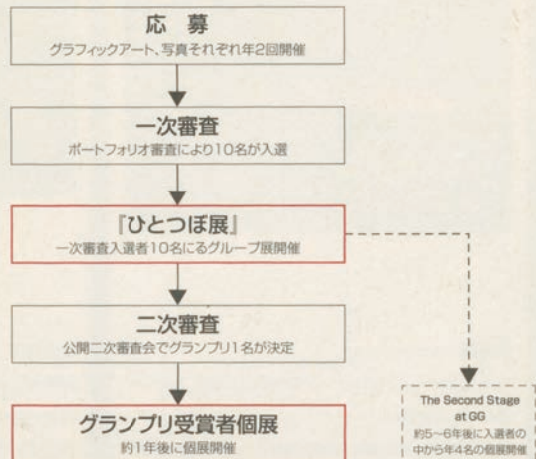 応 募
グラフィックアート、写真それぞれ年2回開催
一次審査
ポートフォリオ審査により10名が入選
『ひとつぼ展』
一次審査入選者10名にるグループ展開催
二次審査
公開二次審査会でグランプリ1名が決定
グランプリ受賞者個展
約1年後に個展開催
The Second Stage
at GG
約5〜6年後に入選者の
中から年4名の個展開催